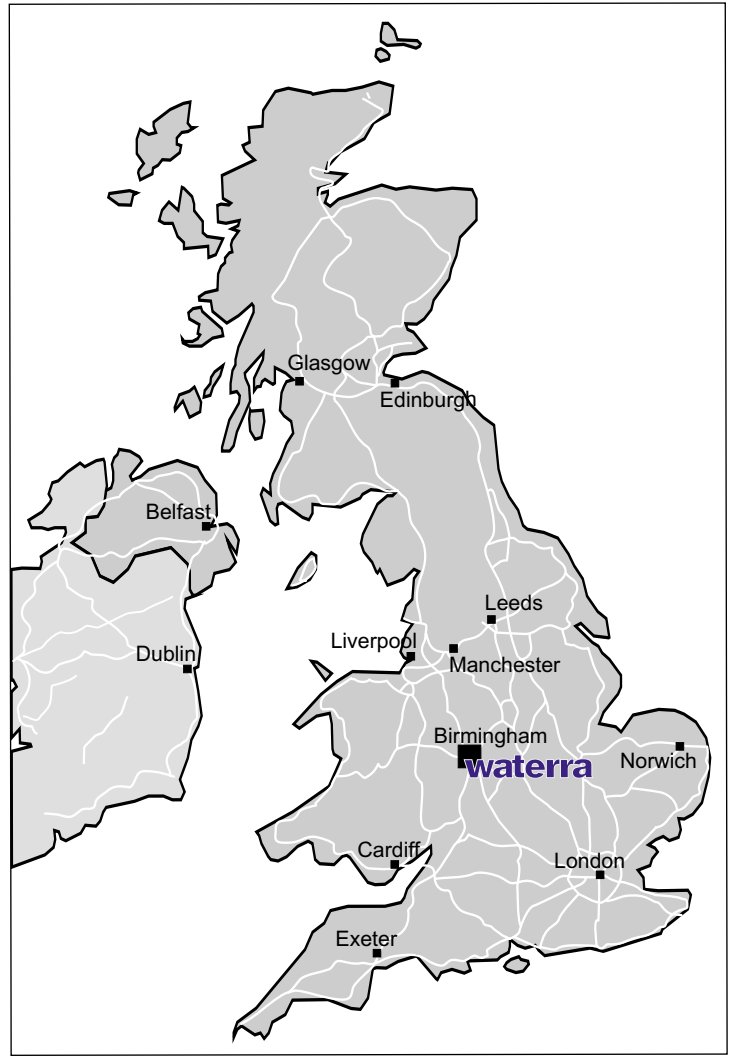 Glasgow
Edinburgh
Belfast
Leeds
Liverpool
Dublin
Manchester
Birmingham
Norwich
waterra
Cardiff
London
Exeter